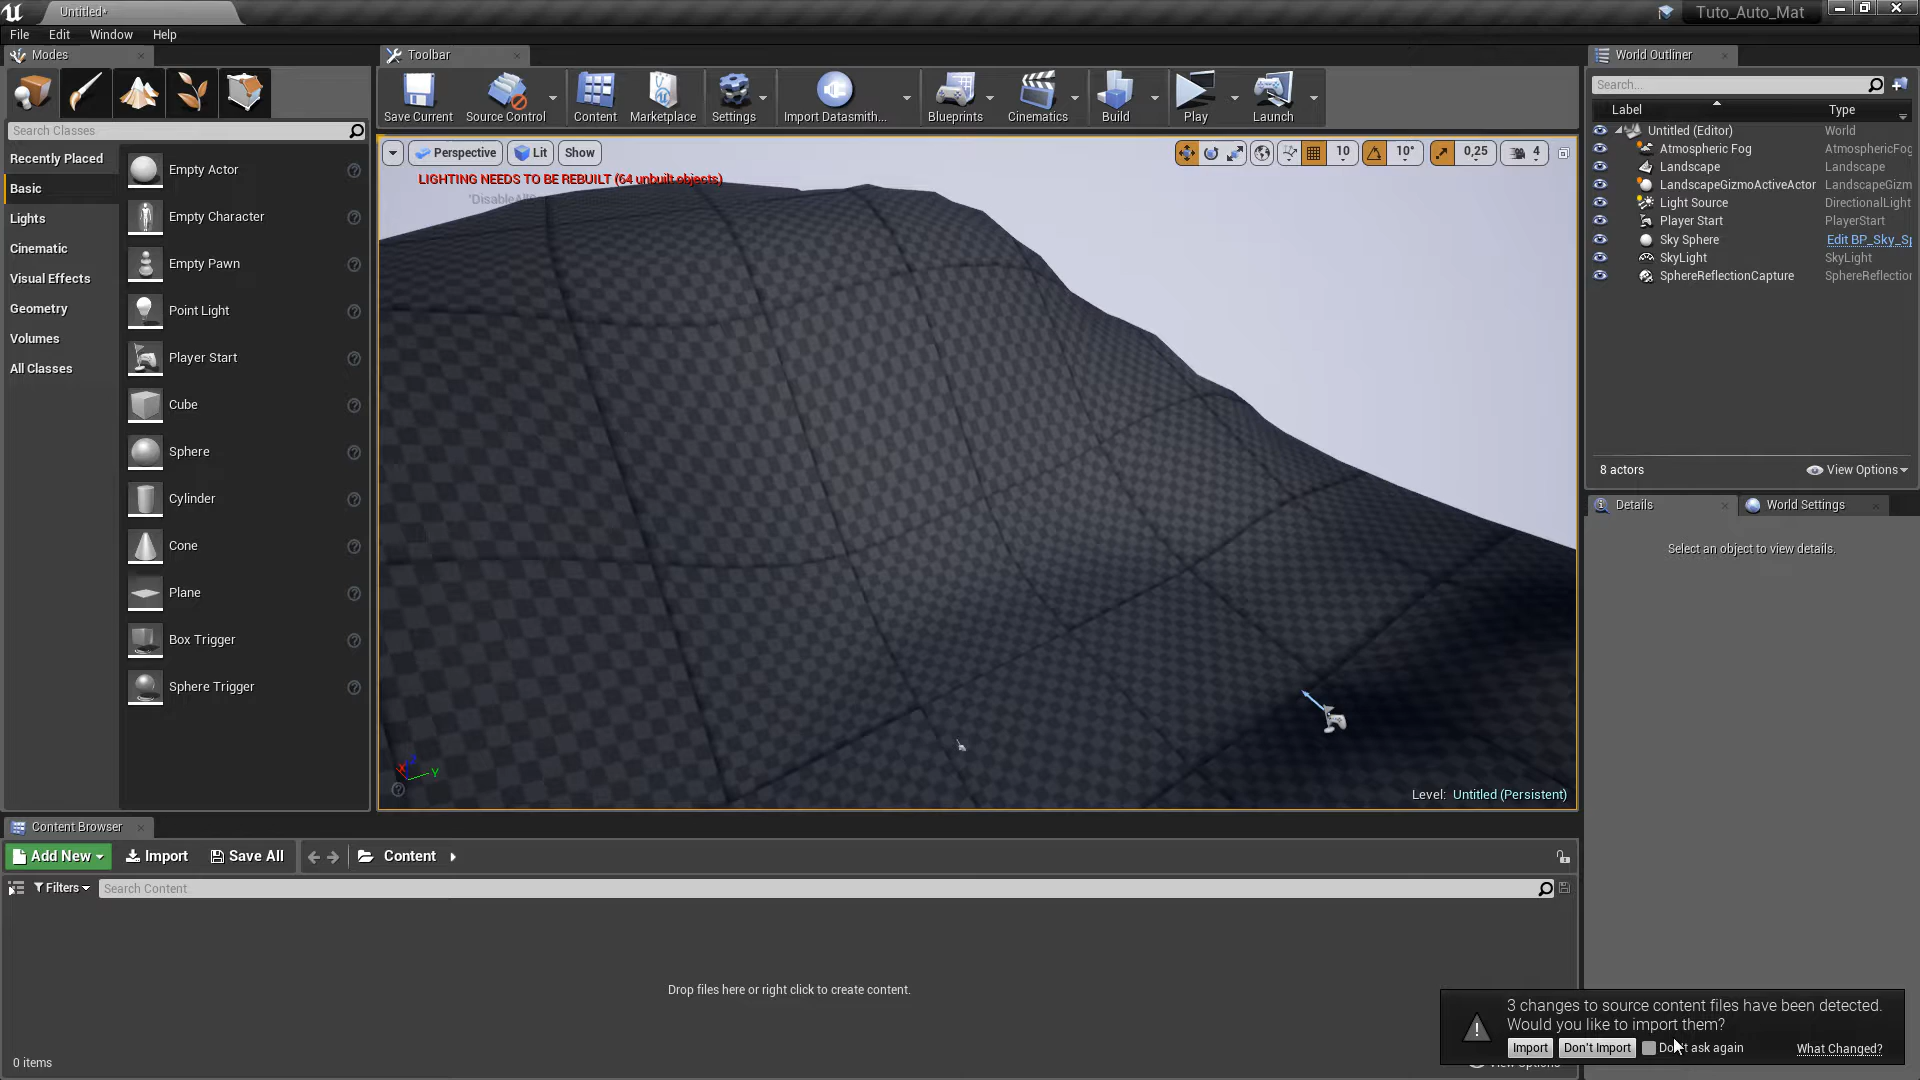 Untitled*
Tuto_Auto_Mat
File Edit Window Help
Modes
Toolbar
World Outliner
Save Current
Source Control
Content
Marketplace
Settings
Import Datasmith...
Blueprints
Cinematics
Build
Play
Launch
Search...
Label
Type
Search Classes
Recently Placed
Basic
Lights
Cinematic
Visual Effects
Geometry
Volumes
All Classes
Empty Actor
Empty Character
Empty Pawn
Point Light
Player Start
Cube
Sphere
Cylinder
Cone
Plane
Box Trigger
Sphere Trigger
Perspective
Lit
Show
10
10°
0,25
4
LIGHTING NEEDS TO BE REBUILT (64 unbuilt objects)
X
Y
Level: Untitled (Persistent)
Untitled (Editor) World
Atmospheric Fog AtmosphericFog
Landscape Landscape
LandscapeGizmoActiveActor LandscapeGizm
Light Source DirectionalLight
Player Start PlayerStart
Sky Sphere Edit BP_Sky_Sp
SkyLight SkyLight
SphereReflectionCapture SphereReflection
8 actors
View Options
Details
World Settings
Select an object to view details.
Content Browser
Add New
Import
Save All
Content
Filters
Search Content
Drop files here or right click to create content.
0 items
3 changes to source content files have been detected.
Would you like to import them?
Import
Don't Import
Don't ask again
What Changed?